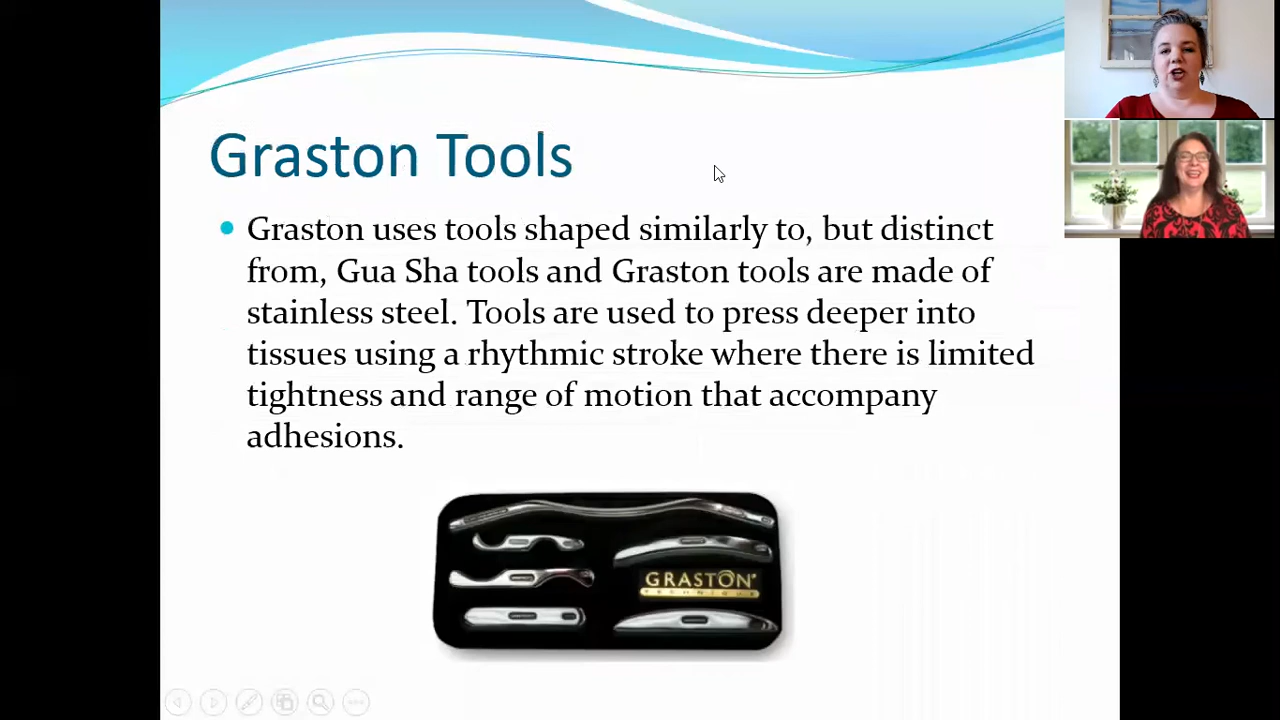 Graston Tools
Graston uses tools shaped similarly to, but distinct
from, Gua Sha tools and Graston tools are made of
stainless steel. Tools are used to press deeper into
tissues using a rhythmic stroke where there is limited
tightness and range of motion that accompany
adhesions.
GRASTON
TECHNIQUE